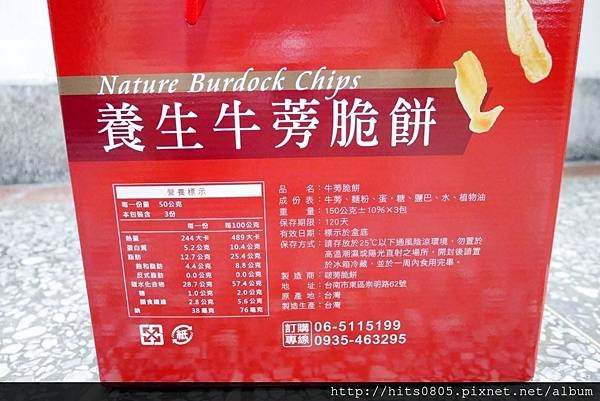 Nature Burdock Chips
養生牛蒡脆餅
營養標示
每一份量 50公克
本包裝含 3份
每一份 每100公克
熱量 244大卡 489大卡
蛋白質 5.2公克 10.4公克
脂肪 12.7公克 25.4公克
飽和脂肪 4.4公克 8.8公克
反式脂肪 0.0公克 0.0公克
碳水化合物 28.7公克 57.4公克
糖 1.0公克 2.0公克
膳食纖維 2.8公克 5.6公克
鈉 38毫克 76毫克
品名：牛蒡脆餅
成份表：牛蒡、麵粉、蛋、糖、鹽巴、水、植物油
重量：150公克±10%×3包
保存期限：120天
有效日期：標示於盒底
保存方式：請存放於25℃以下通風陰涼環境，勿置於
高溫潮濕或陽光直射之場所，開封後請置
於冰箱冷藏，並於一周內食用完畢。
製造商：啵蒡脆餅
地址：台南市東區崇明路62號
原產地：台灣
製造生產：台灣
訂購專線 06-5115199
0935-463295
紙
http://hits0805.pixnet.net/album